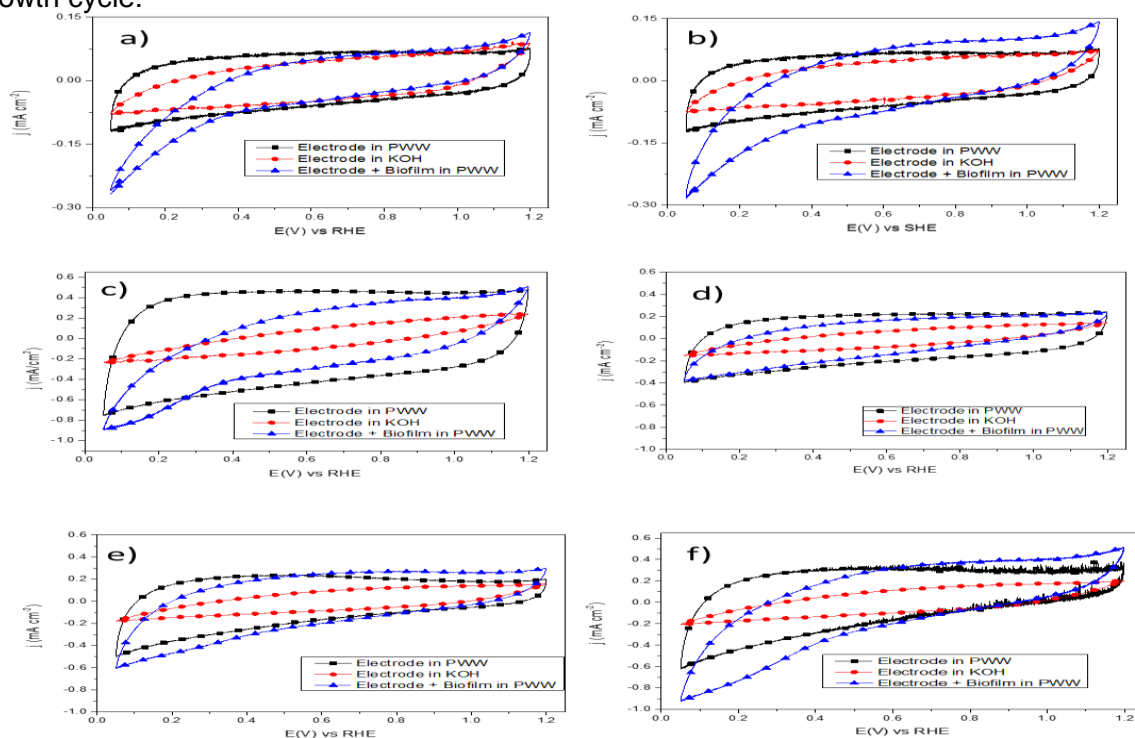 owth cycle.
a)
0.15
0.00
-0.15
-0.30
j (mA cm-2)
Electrode in PWW
Electrode in KOH
Electrode + Biofilm in PWW
0.0 0.2 0.4 0.6 0.8 1.0 1.2
E(V) vs RHE
b)
0.15
0.00
-0.15
-0.30
j (mA cm-2)
Electrode in PWW
Electrode in KOH
Electrode + Biofilm in PWW
0.0 0.2 0.4 0.6 0.8 1.0 1.2
E(V) vs SHE
c)
0.6
0.4
0.2
0.0
-0.2
-0.4
-0.6
-0.8
-1.0
j (mA/cm2)
Electrode in PWW
Electrode in KOH
Electrode + Biofilm in PWW
0.0 0.2 0.4 0.6 0.8 1.0 1.2
E(V) vs RHE
d)
0.6
0.4
0.2
0.0
-0.2
-0.4
-0.6
-0.8
-1.0
j (mA cm-2)
Electrode in PWW
Electrode in KOH
Electrode + Biofilm in PWW
0.0 0.2 0.4 0.6 0.8 1.0 1.2
E(V) vs RHE
e)
0.6
0.4
0.2
0.0
-0.2
-0.4
-0.6
-0.8
-1.0
j (mA cm-2)
Electrode in PWW
Electrode in KOH
Electrode + Biofilm in PWW
0.0 0.2 0.4 0.6 0.8 1.0 1.2
E(V) vs RHE
f)
0.6
0.4
0.2
0.0
-0.2
-0.4
-0.6
-0.8
-1.0
j (mA cm-2)
Electrode in PWW
Electrode in KOH
Electrode + Biofilm in PWW
0.0 0.2 0.4 0.6 0.8 1.0 1.2
E(V) vs RHE